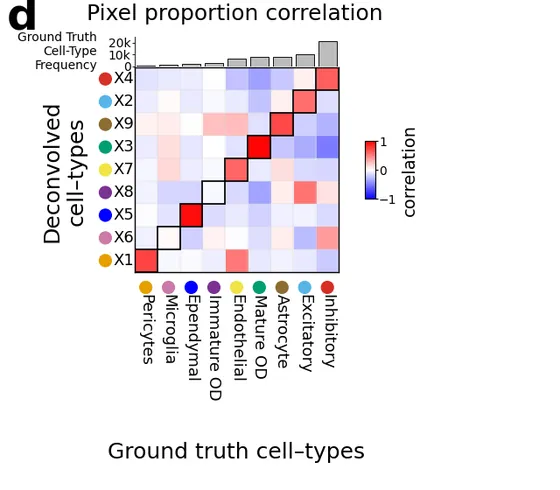 d
Pixel proportion correlation
Ground Truth
Cell-Type
Frequency
20k
10k
0
Deconvolved
cell–types
X4
X2
X9
X3
X7
X8
X5
X6
X1
1
0
−1
correlation
Pericytes
Microglia
Ependymal
Immature OD
Endothelial
Mature OD
Astrocyte
Excitatory
Inhibitory
Ground truth cell–types